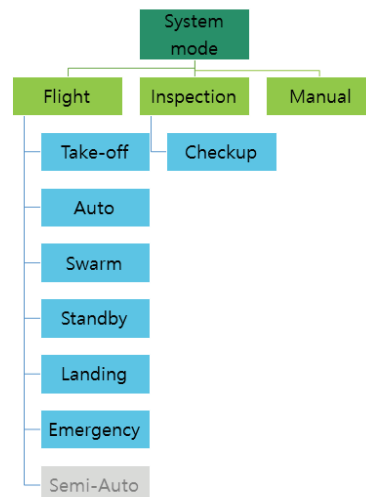 System
mode
Flight
Inspection
Manual
Take-off
Checkup
Auto
Swarm
Standby
Landing
Emergency
Semi-Auto